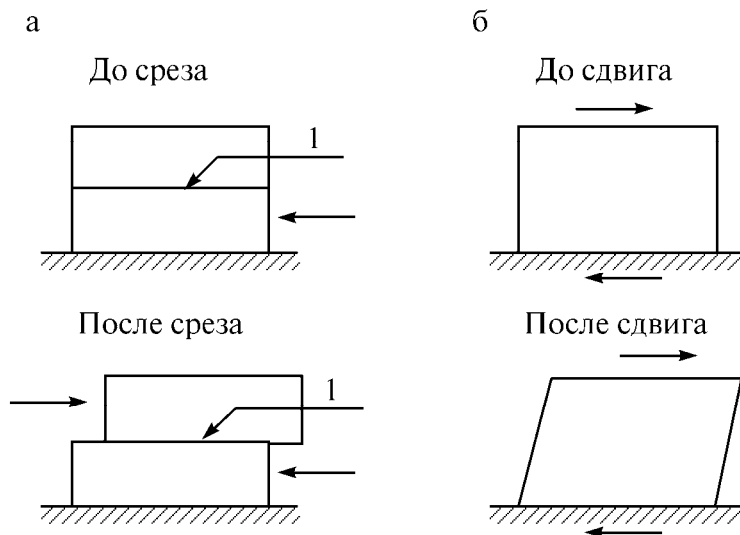 а
До среза
1
После среза
1
б
До сдвига
После сдвига